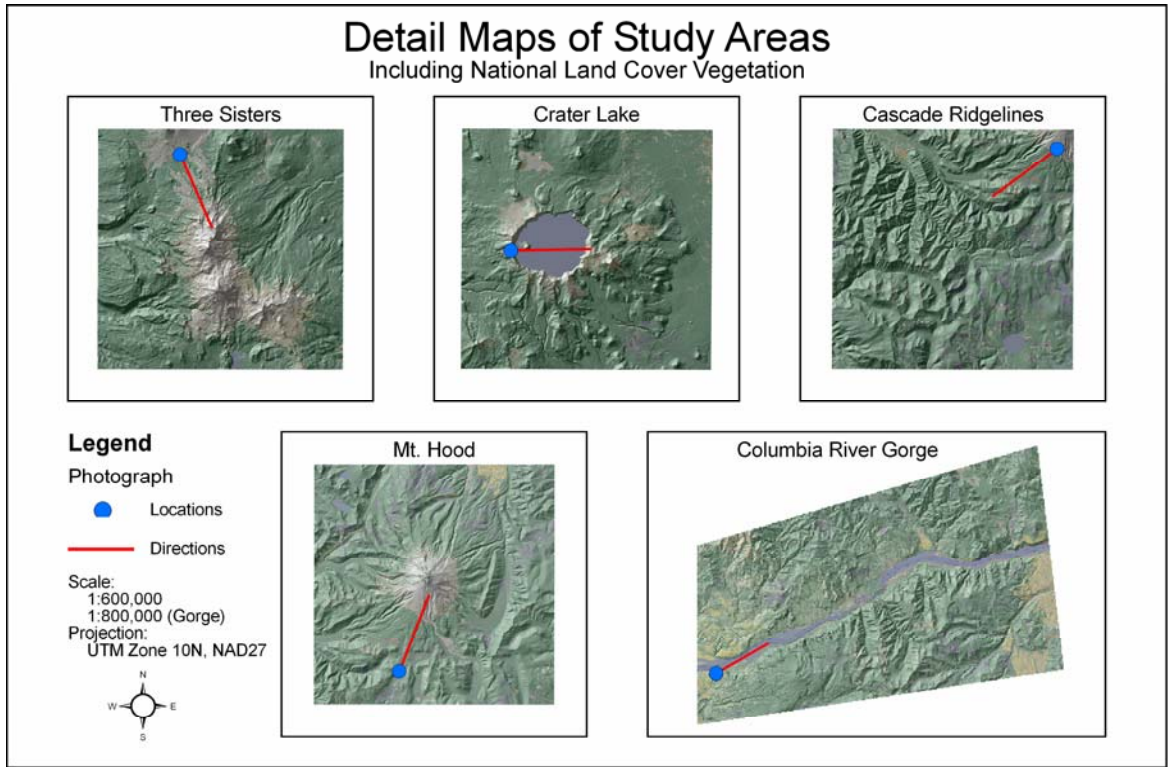 Detail Maps of Study Areas
Including National Land Cover Vegetation
Three Sisters
Crater Lake
Cascade Ridgelines
Mt. Hood
Columbia River Gorge
Legend
Photograph
Locations
Directions
Scale:
1:600,000
1:800,000 (Gorge)
Projection:
UTM Zone 10N, NAD27
N
W E
S